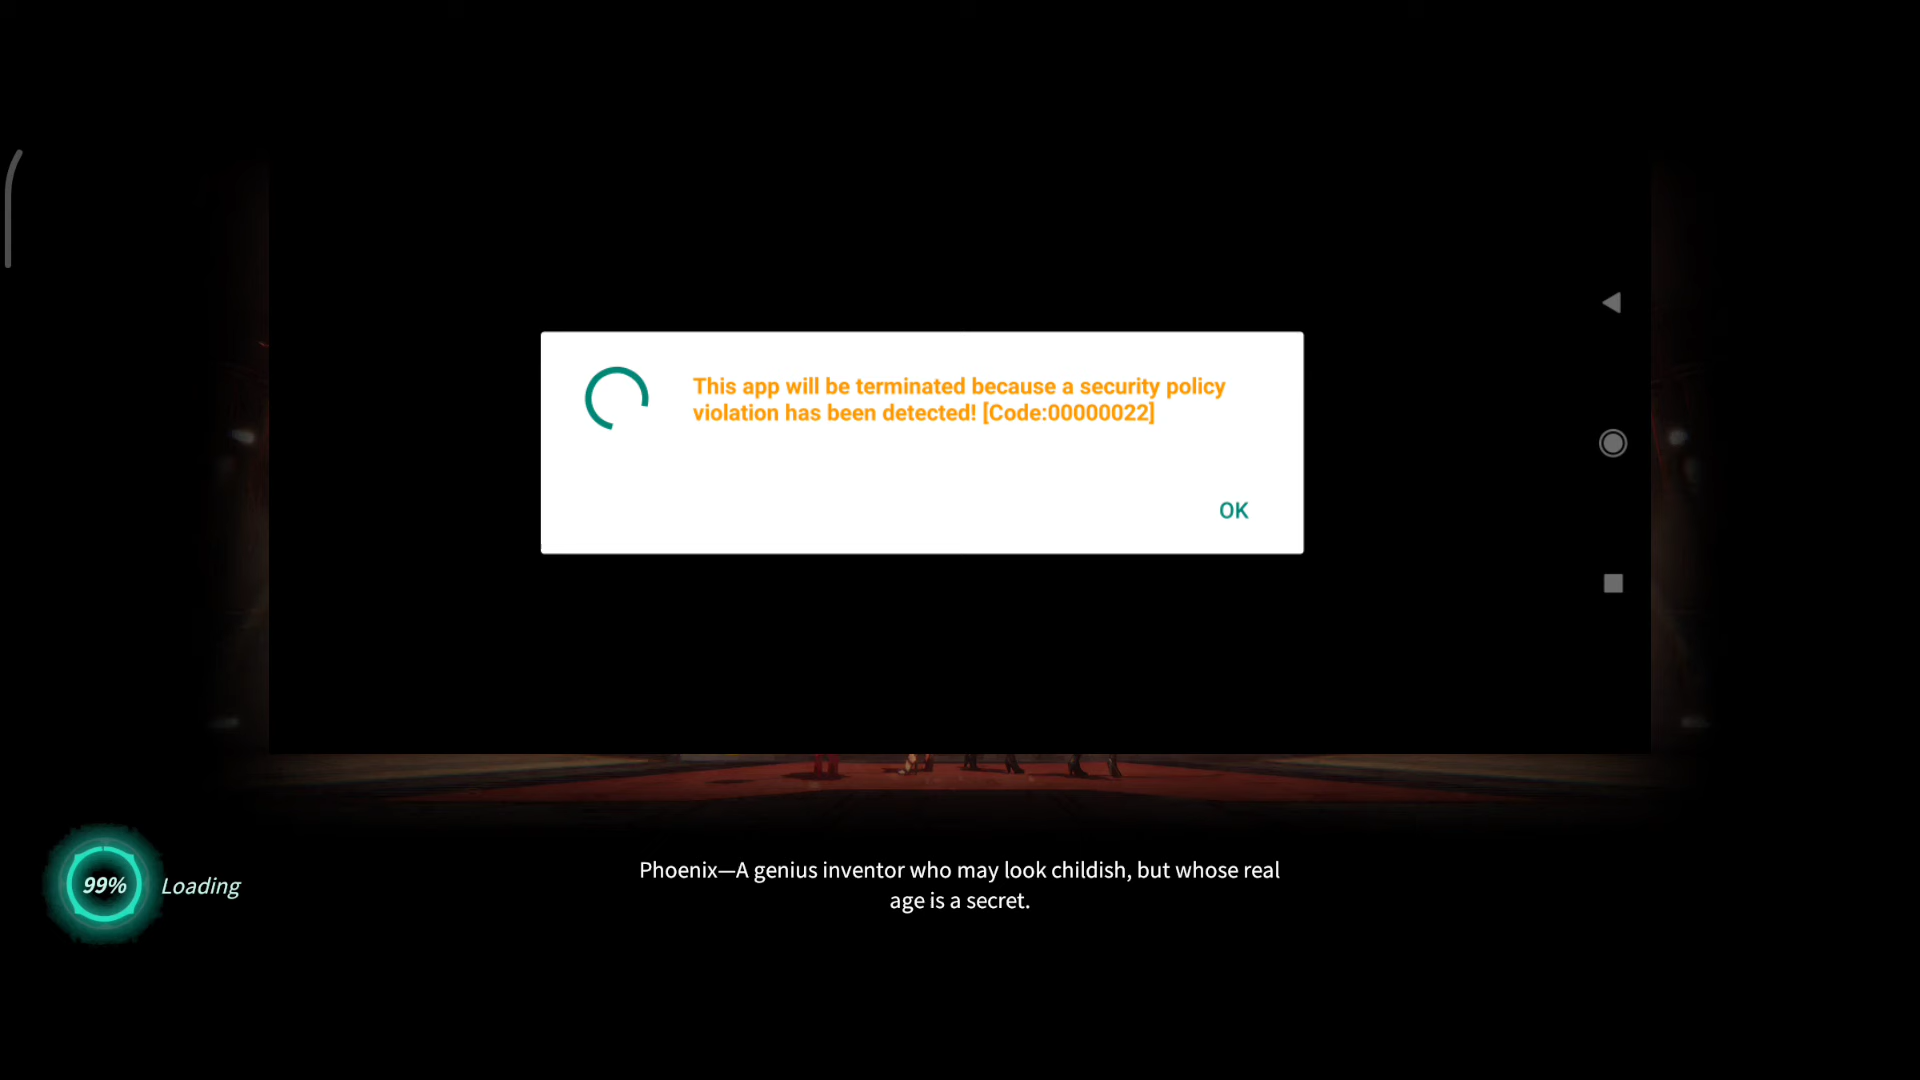 This app will be terminated because a security policy
violation has been detected! [Code:00000022]
OK
99%
Loading
Phoenix—A genius inventor who may look childish, but whose real
age is a secret.